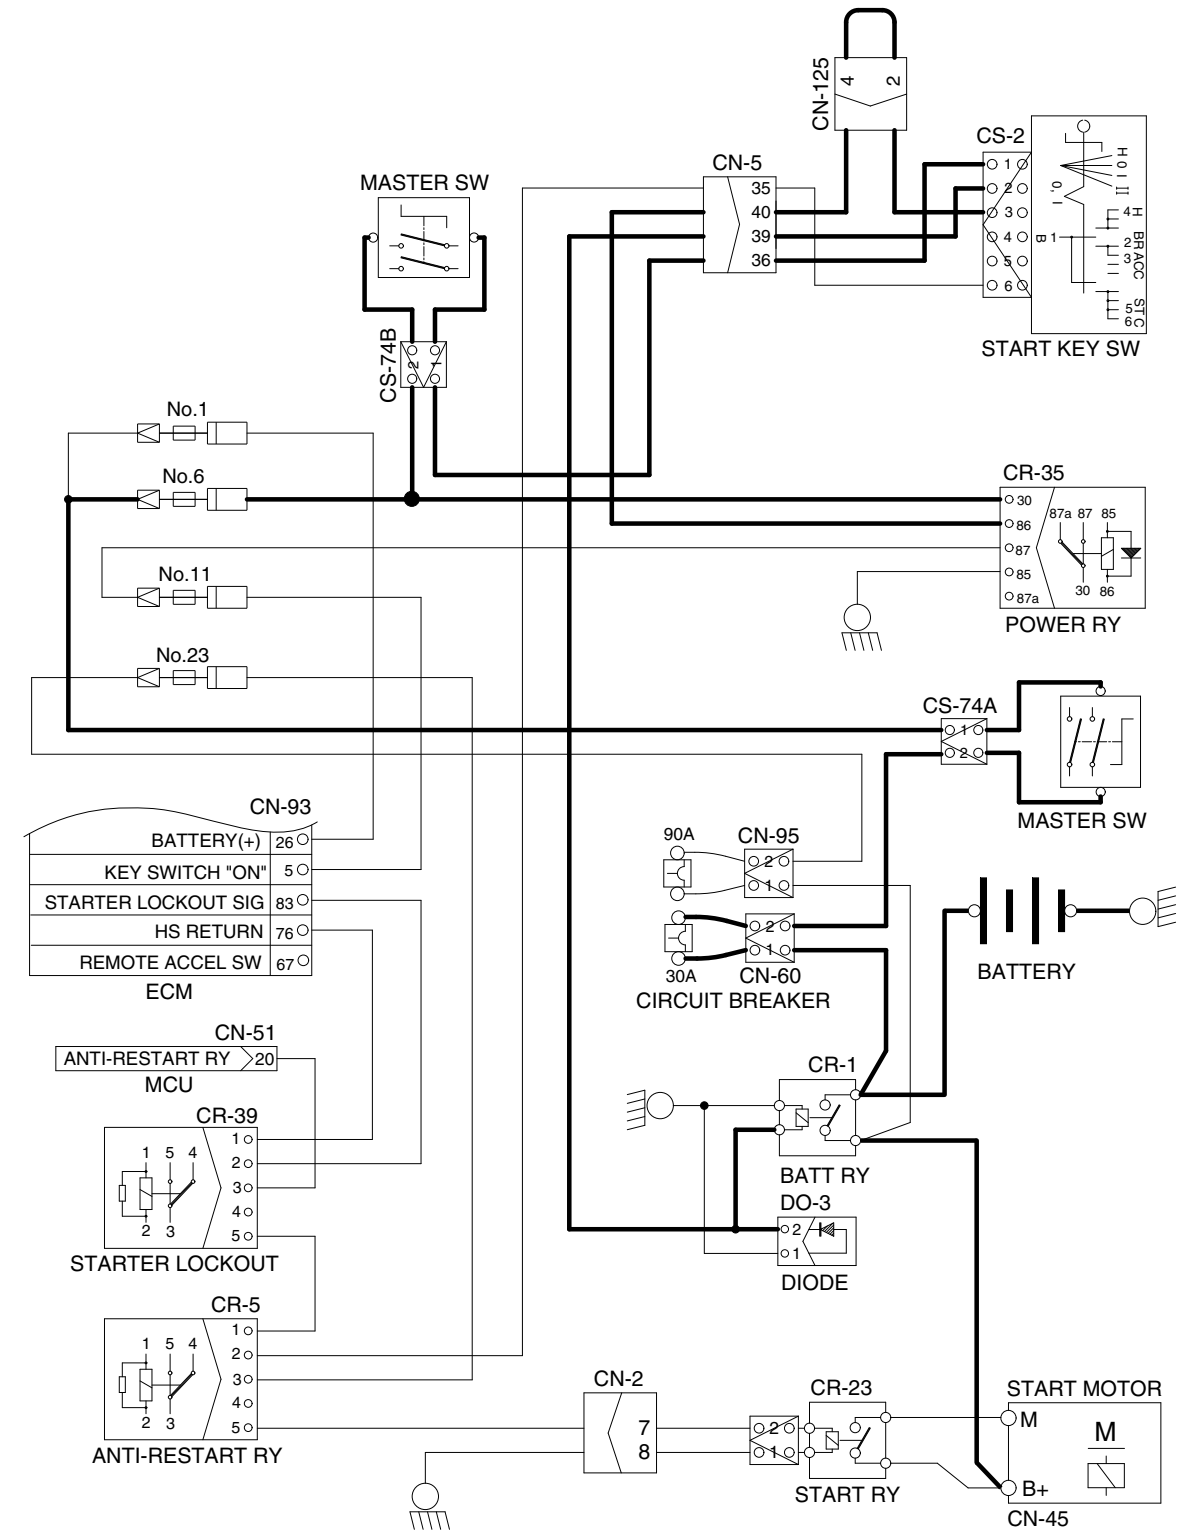 CN-125
4 2
CS-2
1
2
3
4
5
6
H O I II
0, I
B 1
H 4
BR 2
ACC 3
ST 5
C 6
START KEY SW
CN-5
35
40
39
36
MASTER SW
CS-74B
2 1
No.1
No.6
No.11
No.23
CR-35
30
86
87
85
87a
87a 87 85
30 86
POWER RY
CS-74A
1
2
MASTER SW
CN-93
BATTERY(+) 26
KEY SWITCH "ON" 5
STARTER LOCKOUT SIG 83
HS RETURN 76
REMOTE ACCEL SW 67
ECM
90A
CN-95
2
1
30A
2
1
CN-60
CIRCUIT BREAKER
BATTERY
CN-51
ANTI-RESTART RY 20
MCU
CR-1
BATT RY
DO-3
2
1
DIODE
CR-39
1
2
3
4
5
1 5 4
2 3
STARTER LOCKOUT
CR-5
1
2
3
4
5
1 5 4
2 3
ANTI-RESTART RY
CN-2
7
8
2
1
CR-23
START RY
START MOTOR
M
M
B+
CN-45